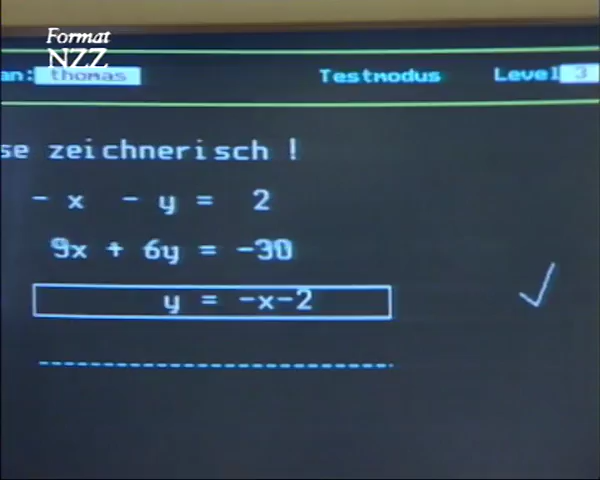 Format
NZZ
an: thomas Testmodus Level 3
se zeichnerisch !
- x - y = 2
9x + 6y = -30
y = -x-2